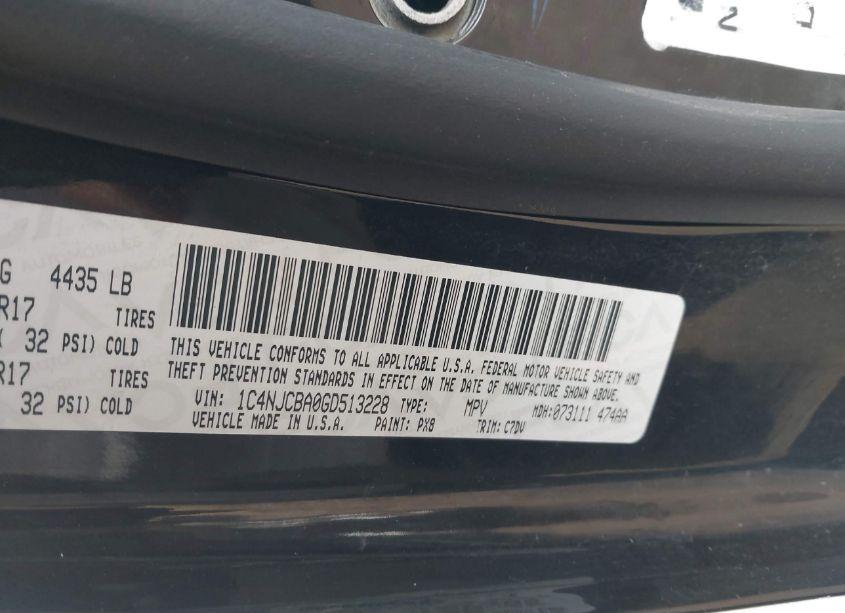 2
G 4435 LB
R17 TIRES
32 PSI) COLD
R17 TIRES
32 PSI) COLD
THIS VEHICLE CONFORMS TO ALL APPLICABLE U.S.A. FEDERAL MOTOR VEHICLE SAFETY AND
THEFT PREVENTION STANDARDS IN EFFECT ON THE DATE OF MANUFACTURE SHOWN ABOVE.
VIN: 1C4NJCBA0GD513228 TYPE: MPV MDH:073111 474AA
VEHICLE MADE IN U.S.A. PAINT: PX8 TRIM: C7DV